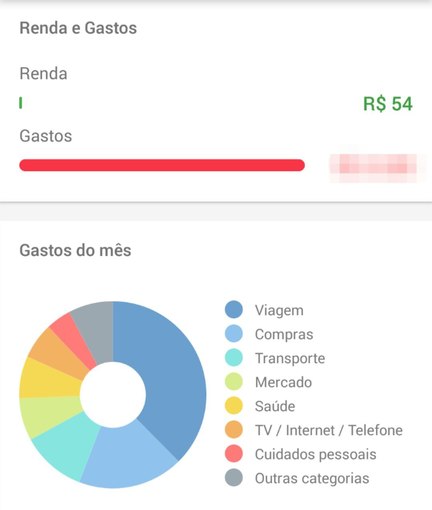 Renda e Gastos
Renda
R$ 54
Gastos
Gastos do mês
Viagem
Compras
Transporte
Mercado
Saúde
TV / Internet / Telefone
Cuidados pessoais
Outras categorias